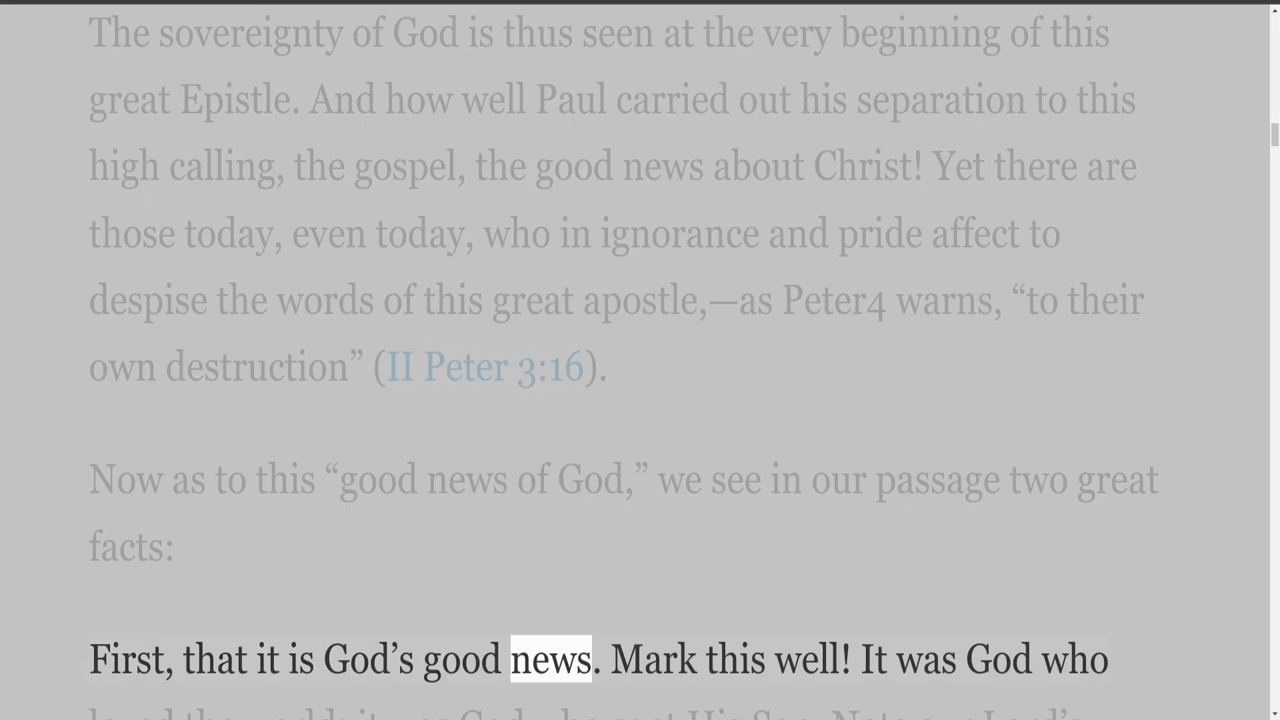 The sovereignty of God is thus seen at the very beginning of this
great Epistle. And how well Paul carried out his separation to this
high calling, the gospel, the good news about Christ! Yet there are
those today, even today, who in ignorance and pride affect to
despise the words of this great apostle,—as Peter4 warns, “to their
own destruction” (II Peter 3:16).
Now as to this “good news of God,” we see in our passage two great
facts:
First, that it is God’s good news. Mark this well! It was God who